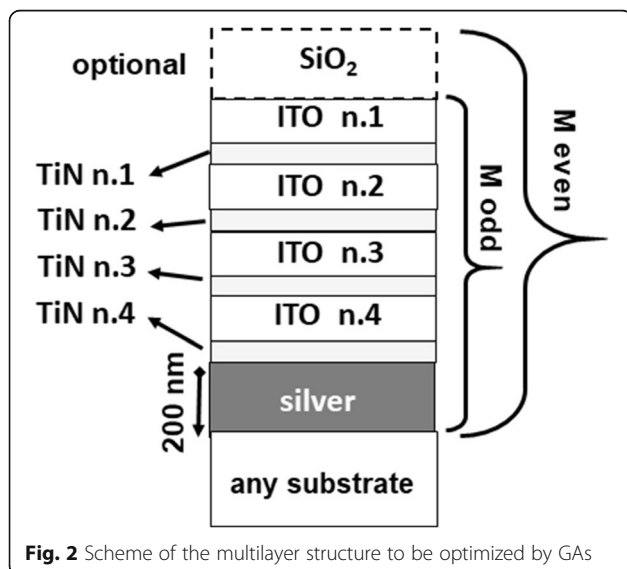 optional
SiO₂
ITO n.1
TiN n.1
ITO n.2
TiN n.2
ITO n.3
TiN n.3
ITO n.4
TiN n.4
200 nm
silver
any substrate
M odd
M even
Fig. 2 Scheme of the multilayer structure to be optimized by GAs